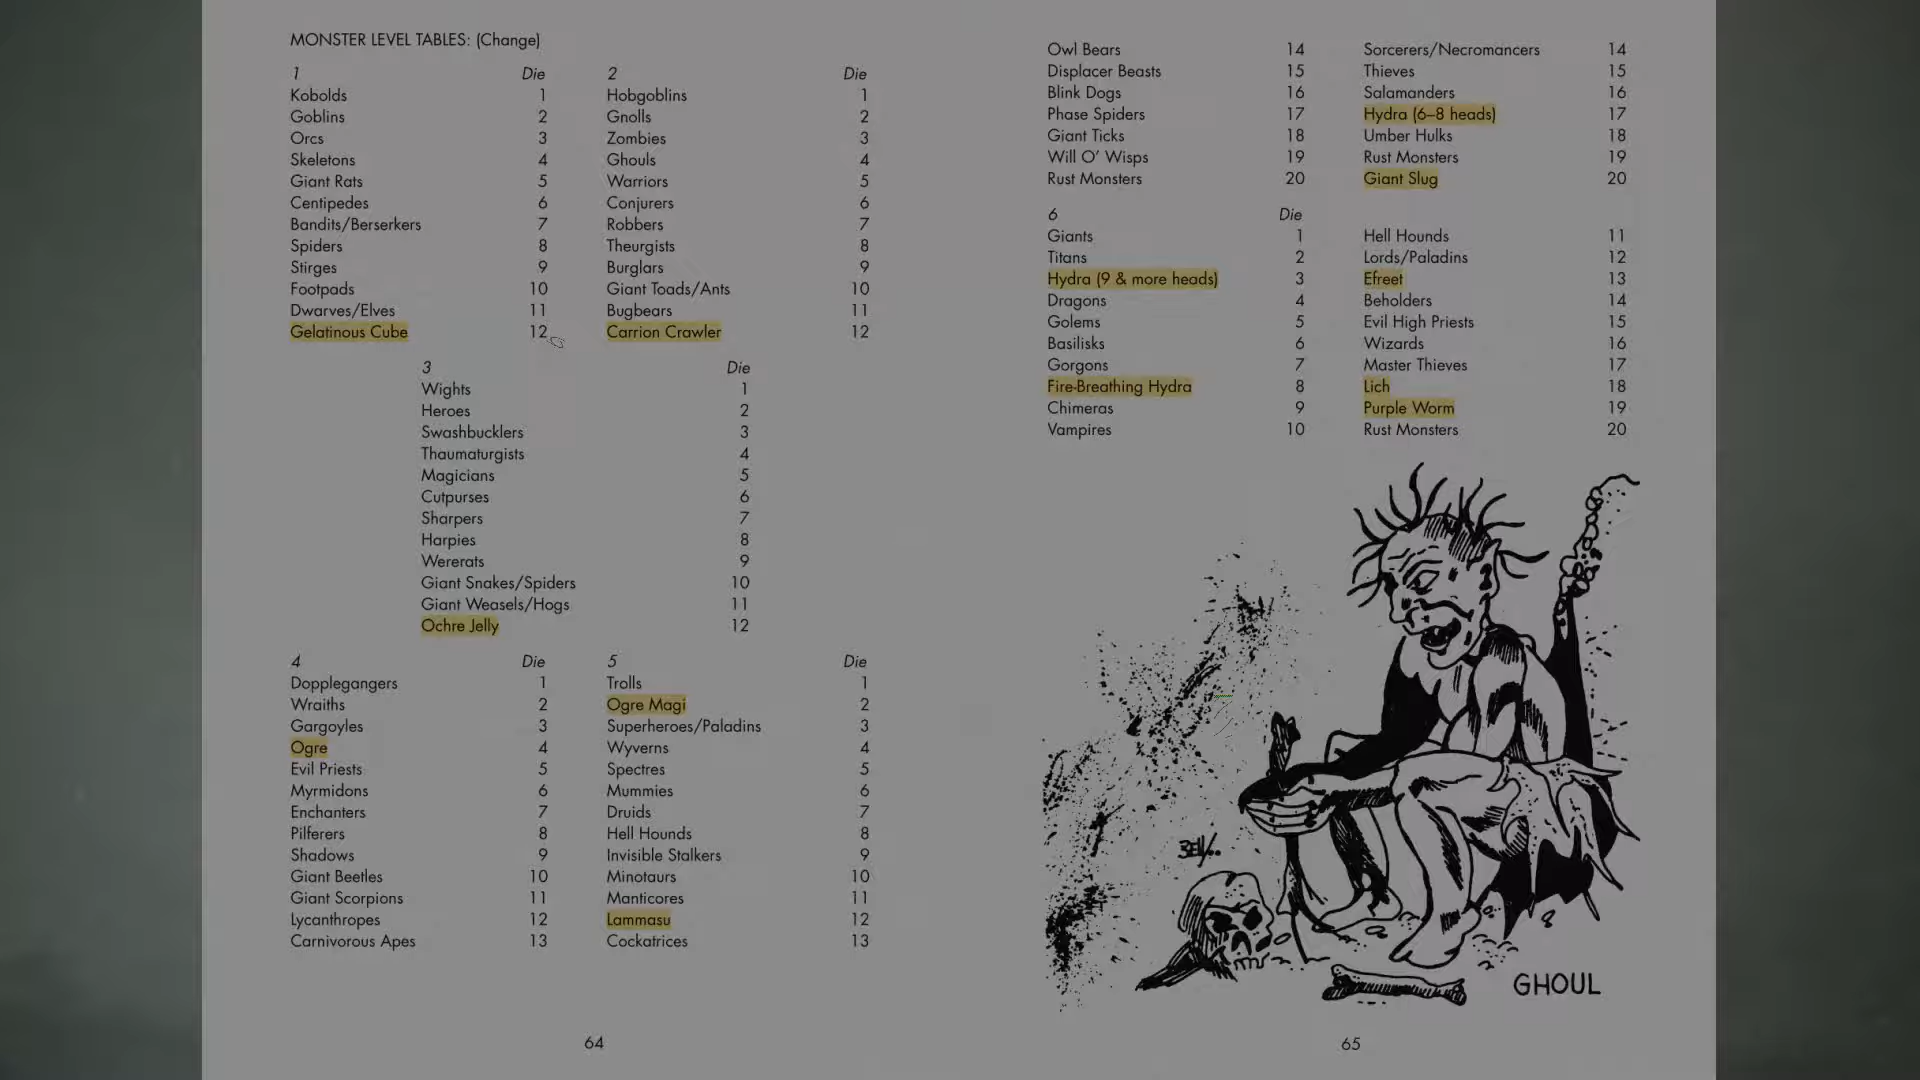 MONSTER LEVEL TABLES: (Change)
1 Die
Kobolds 1
Goblins 2
Orcs 3
Skeletons 4
Giant Rats 5
Centipedes 6
Bandits/Berserkers 7
Spiders 8
Stirges 9
Footpads 10
Dwarves/Elves 11
Gelatinous Cube 12
2 Die
Hobgoblins 1
Gnolls 2
Zombies 3
Ghouls 4
Warriors 5
Conjurers 6
Robbers 7
Theurgists 8
Burglars 9
Giant Toads/Ants 10
Bugbears 11
Carrion Crawler 12
3 Die
Wights 1
Heroes 2
Swashbucklers 3
Thaumaturgists 4
Magicians 5
Cutpurses 6
Sharpers 7
Harpies 8
Wererats 9
Giant Snakes/Spiders 10
Giant Weasels/Hogs 11
Ochre Jelly 12
4 Die
Dopplegangers 1
Wraiths 2
Gargoyles 3
Ogre 4
Evil Priests 5
Myrmidons 6
Enchanters 7
Pilferers 8
Shadows 9
Giant Beetles 10
Giant Scorpions 11
Lycanthropes 12
Carnivorous Apes 13
5 Die
Trolls 1
Ogre Magi 2
Superheroes/Paladins 3
Wyverns 4
Spectres 5
Mummies 6
Druids 7
Hell Hounds 8
Invisible Stalkers 9
Minotaurs 10
Manticores 11
Lammasu 12
Cockatrices 13
64
Owl Bears 14
Displacer Beasts 15
Blink Dogs 16
Phase Spiders 17
Giant Ticks 18
Will O' Wisps 19
Rust Monsters 20
Sorcerers/Necromancers 14
Thieves 15
Salamanders 16
Hydra (6–8 heads) 17
Umber Hulks 18
Rust Monsters 19
Giant Slug 20
6 Die
Giants 1
Titans 2
Hydra (9 & more heads) 3
Dragons 4
Golems 5
Basilisks 6
Gorgons 7
Fire-Breathing Hydra 8
Chimeras 9
Vampires 10
Hell Hounds 11
Lords/Paladins 12
Efreet 13
Beholders 14
Evil High Priests 15
Wizards 16
Master Thieves 17
Lich 18
Purple Worm 19
Rust Monsters 20
GHOUL
65